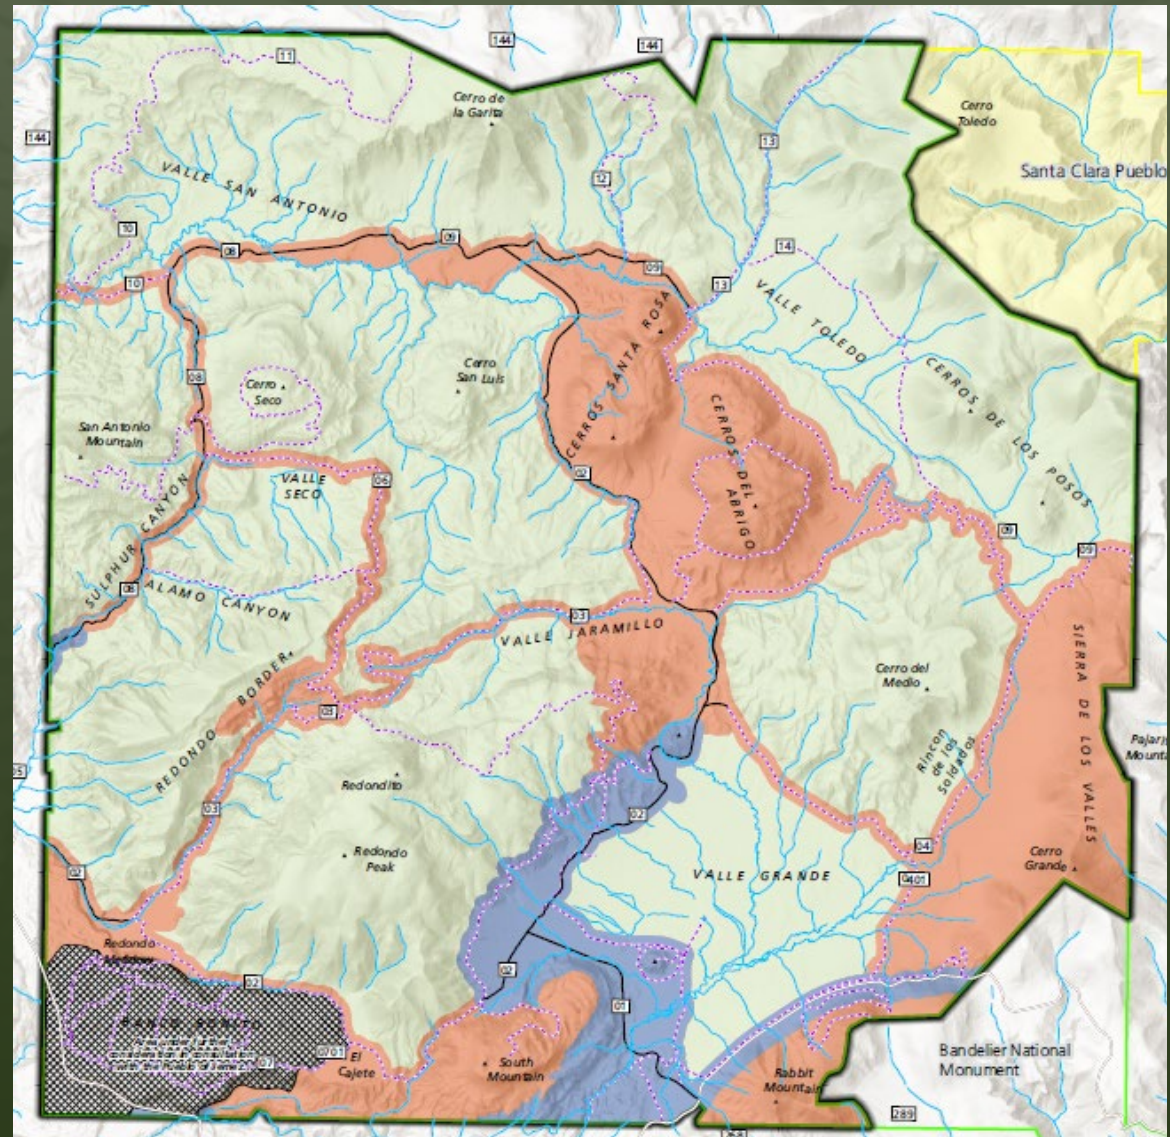 144
144
11
Cerro de
la Garita
Cerro
Toledo
144
13
Santa Clara Pueblo
VALLE SAN ANTONIO
12
10
08
09
14
09
10
13
VALLE TOLEDO
CERROS SANTA ROSA
Cerro
San Luis
08
Cerro
Seco
CERROS DE LOS POSOS
CERROS DEL
ABRIGO
San Antonio
Mountain
02
VALLE
SECO
06
SULPHUR CANYON
09
09
08
ALAMO CANYON
03
VALLE JARAMILLO
SIERRA DE LOS VALLES
REDONDO BORDER
Cerro del
Medio
03
Rincon
de los
Soldados
Redondito
03
02
04
Redondo
Peak
VALLE GRANDE
Cerro
Grande
0401
02
Redondo
02
02
01
0701
07
El
Cajete
South
Mountain
Rabbit
Mountain
Bandelier National
Monument
289